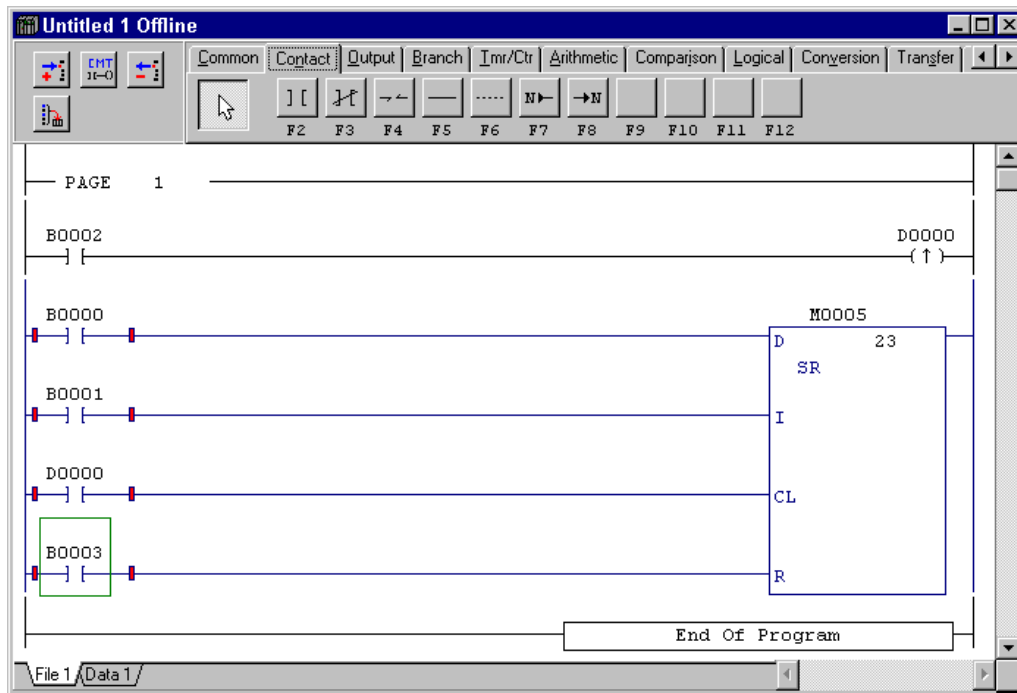 Untitled 1 Offline
CMT
Common Contact Output Branch Tmr/Ctr Arithmetic Comparison Logical Conversion Transfer
] [ N →N
F2 F3 F4 F5 F6 F7 F8 F9 F10 F11 F12
PAGE 1
B0002 D0000
] [ (↑)
B0000 M0005
] [ D 23
SR
B0001
] [ I
D0000
] [ CL
B0003
] [ R
End Of Program
File 1 Data 1